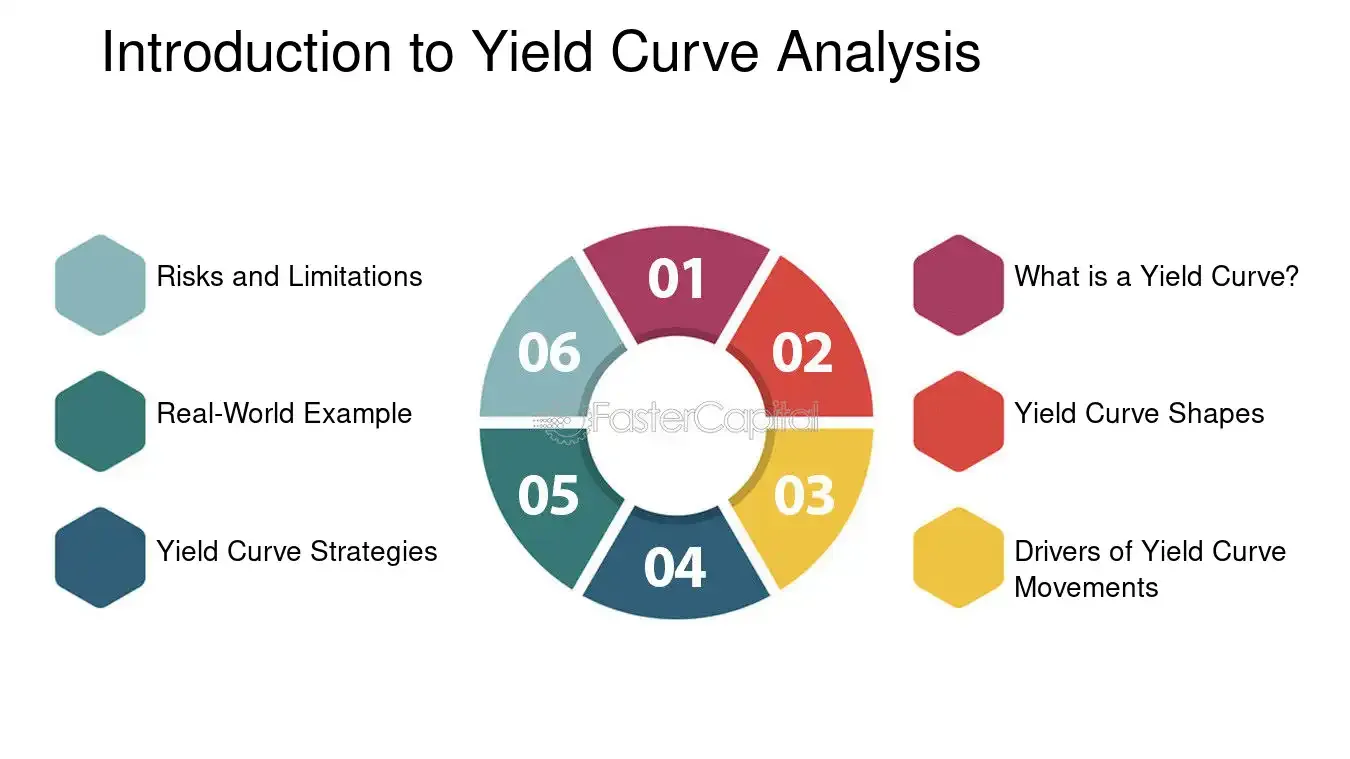 Introduction to Yield Curve Analysis
Risks and Limitations
Real-World Example
Yield Curve Strategies
01
02
03
04
05
06
FasterCapital
What is a Yield Curve?
Yield Curve Shapes
Drivers of Yield Curve
Movements